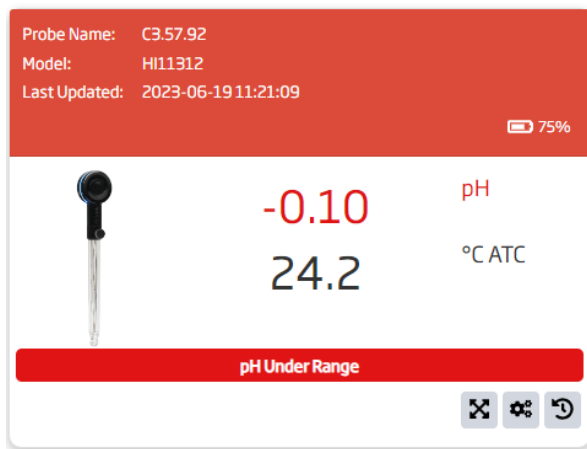 Probe Name: C3.57.92
Model: HI11312
Last Updated: 2023-06-19 11:21:09
75%
-0.10 pH
24.2 °C ATC
pH Under Range